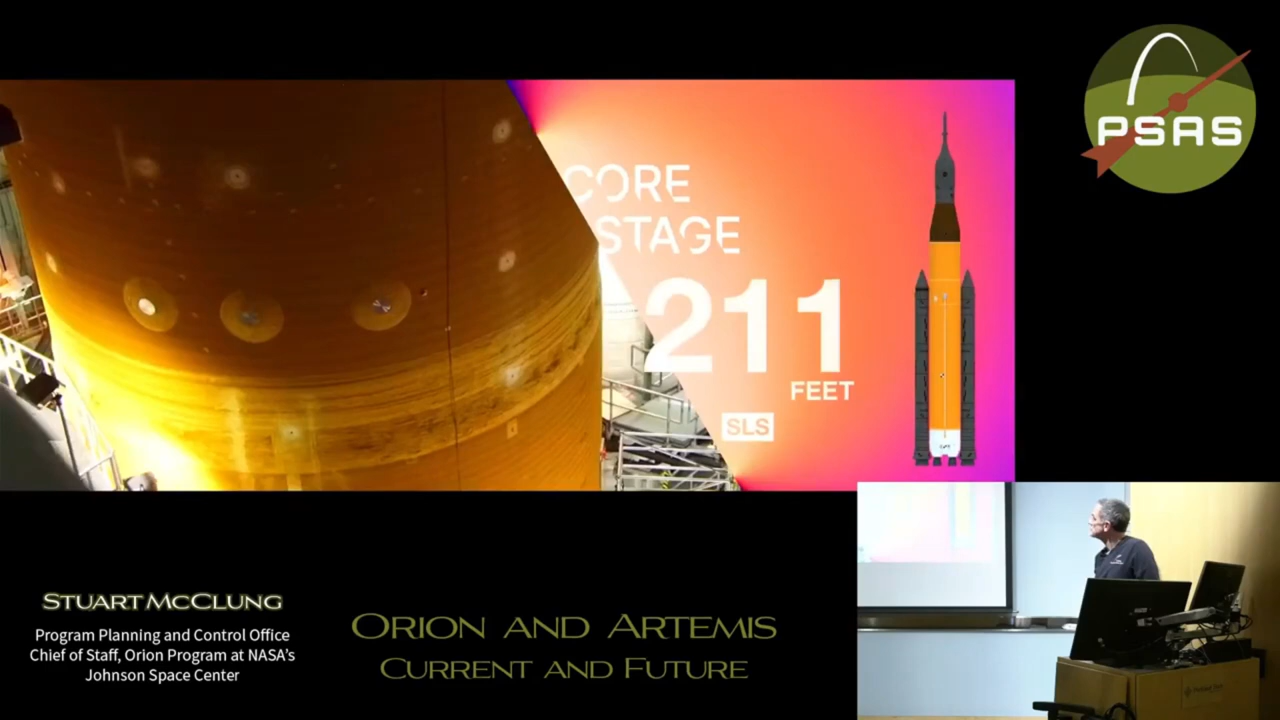 CORE
STAGE
211
FEET
SLS
PSAS
STUART MCCLUNG
Program Planning and Control Office
Chief of Staff, Orion Program at NASA's
Johnson Space Center
ORION AND ARTEMIS
CURRENT AND FUTURE